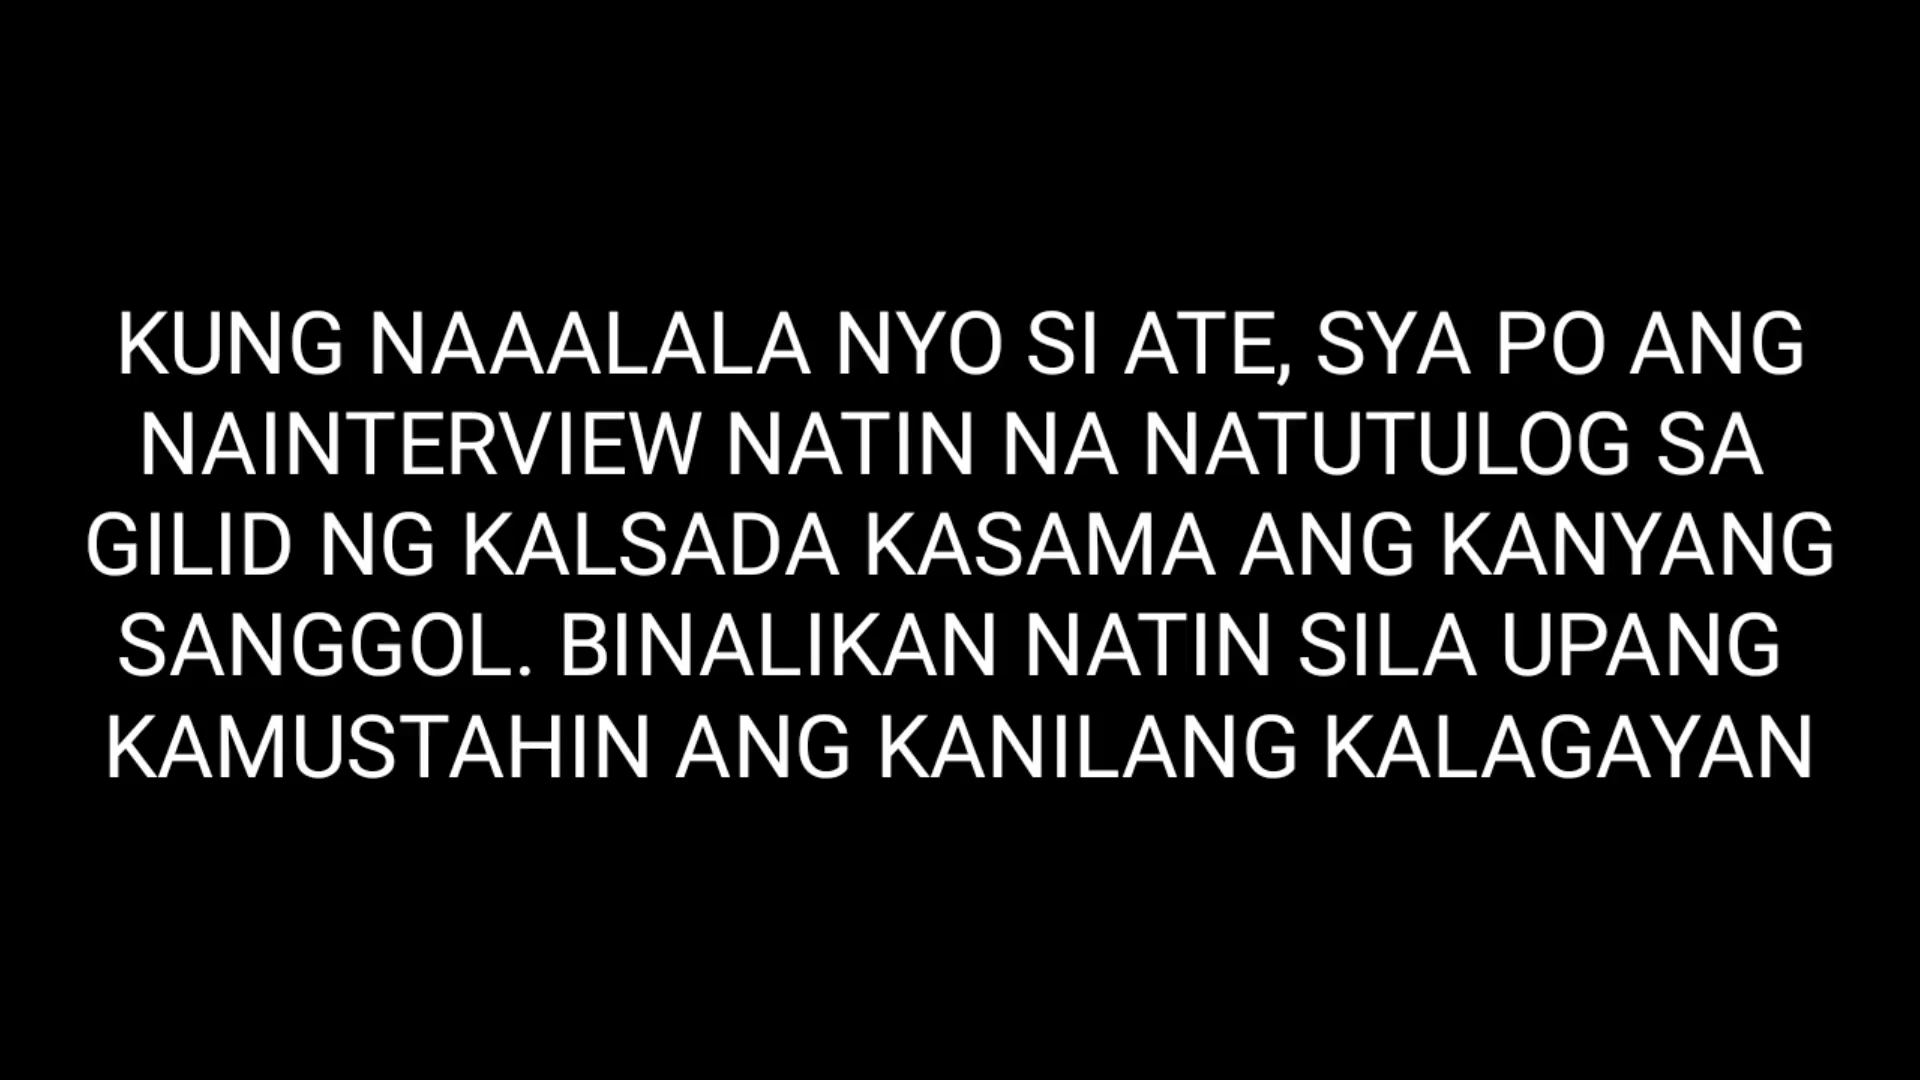 KUNG NAAALALA NYO SI ATE, SYA PO ANG
NAINTERVIEW NATIN NA NATUTULOG SA
GILID NG KALSADA KASAMA ANG KANYANG
SANGGOL. BINALIKAN NATIN SILA UPANG
KAMUSTAHIN ANG KANILANG KALAGAYAN